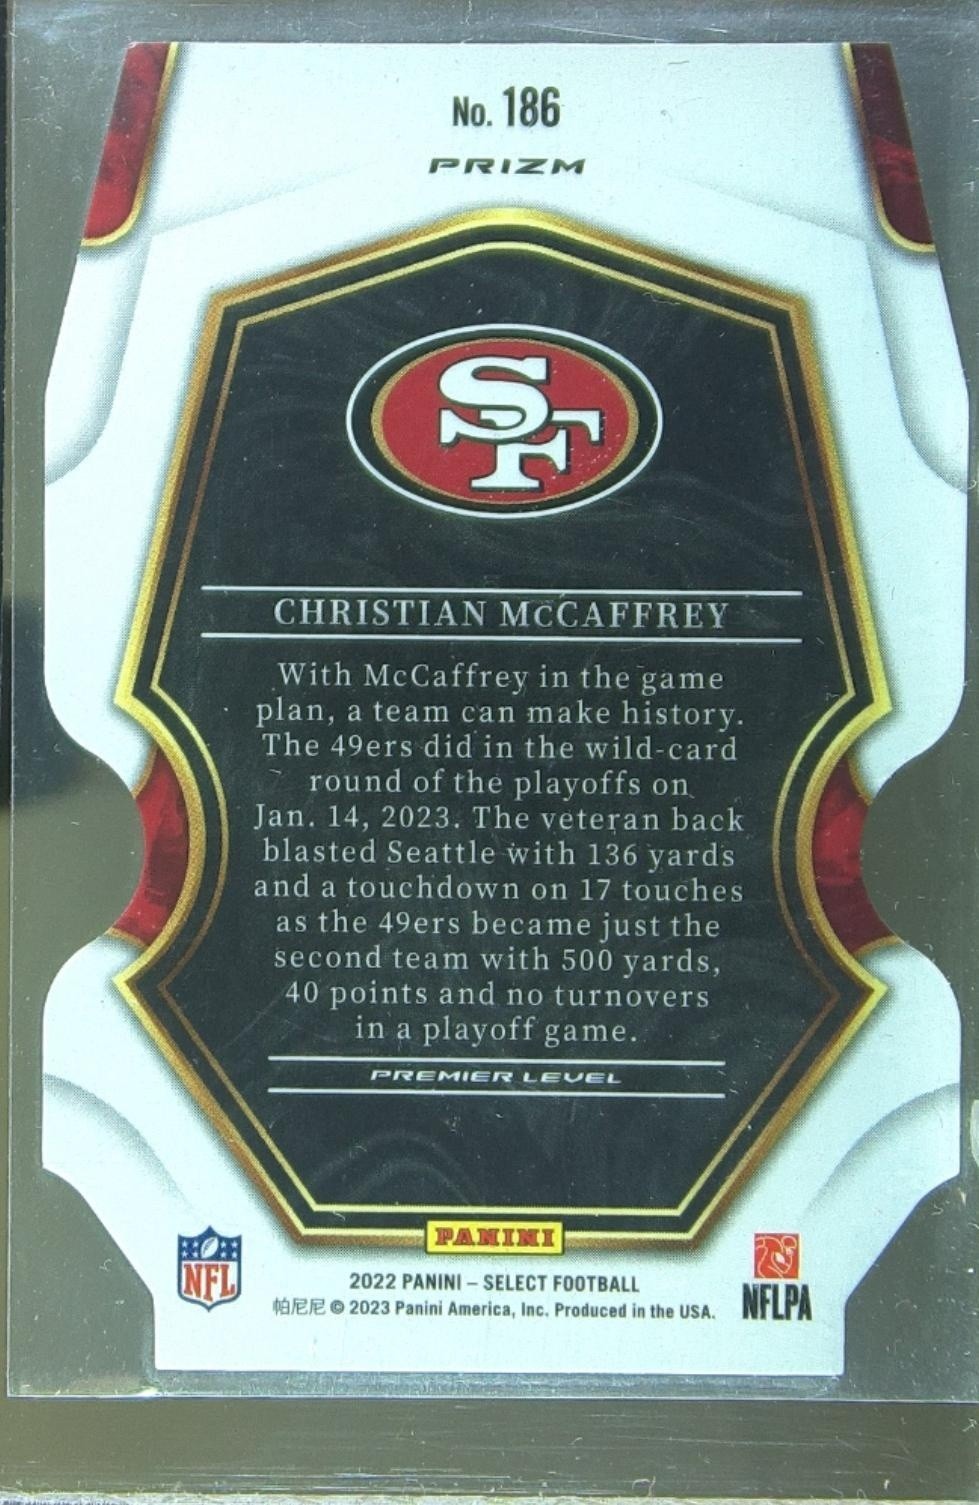 No. 186
PRIZM
SF
CHRISTIAN McCAFFREY
With McCaffrey in the game
plan, a team can make history.
The 49ers did in the wild-card
round of the playoffs on
Jan. 14, 2023. The veteran back
blasted Seattle with 136 yards
and a touchdown on 17 touches
as the 49ers became just the
second team with 500 yards,
40 points and no turnovers
in a playoff game.
PREMIER LEVEL
PANINI
NFL
2022 PANINI – SELECT FOOTBALL
帕尼尼 © 2023 Panini America, Inc. Produced in the USA.
NFLPA